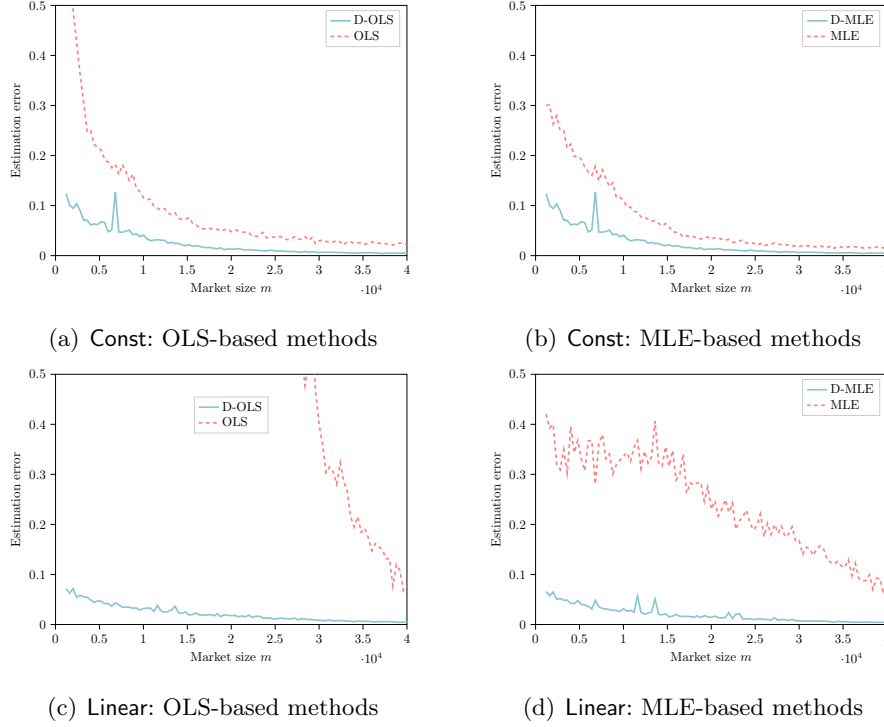 0.5
0.4
0.3
0.2
0.1
0
Estimation error
D-OLS
OLS
0 0.5 1 1.5 2 2.5 3 3.5 4
Market size m
·10⁴
(a) Const: OLS-based methods
0.5
0.4
0.3
0.2
0.1
0
Estimation error
D-MLE
MLE
0 0.5 1 1.5 2 2.5 3 3.5 4
Market size m
·10⁴
(b) Const: MLE-based methods
0.5
0.4
0.3
0.2
0.1
0
Estimation error
D-OLS
OLS
0 0.5 1 1.5 2 2.5 3 3.5 4
Market size m
·10⁴
(c) Linear: OLS-based methods
0.5
0.4
0.3
0.2
0.1
0
Estimation error
D-MLE
MLE
0 0.5 1 1.5 2 2.5 3 3.5 4
Market size m
·10⁴
(d) Linear: MLE-based methods